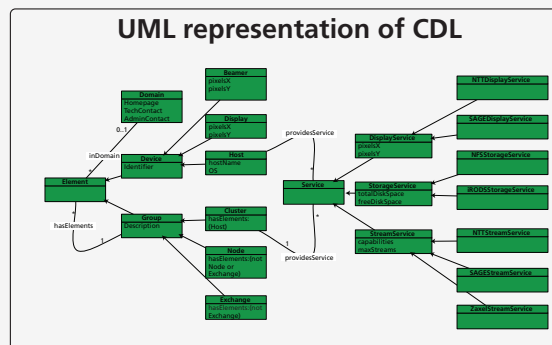 UML representation of CDL
Domain
Homepage
TechContact
AdminContact
0..1
inDomain
*
Element
*
hasElements
1
Beamer
pixelsX
pixelsY
Display
pixelsX
pixelsY
Device
Identifier
Host
hostName
OS
Group
Description
Cluster
hasElements:
(Host)
Node
hasElements:(not
Node or
Exchange)
Exchange
hasElements:(not
Exchange)
providesService
*
Service
*
1
providesService
DisplayService
pixelsX
pixelsY
StorageService
totalDiskSpace
freeDiskSpace
StreamService
capabilities
maxStreams
NTTDisplayService
SAGEDisplayService
NFSStorageService
iRODSStorageService
NTTStreamService
SAGEStreamService
ZaxelStreamService